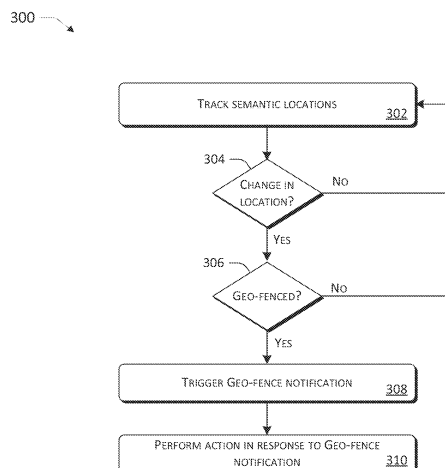 300
TRACK SEMANTIC LOCATIONS
302
304
CHANGE IN
LOCATION?
NO
YES
306
GEO-FENCED?
NO
YES
TRIGGER GEO-FENCE NOTIFICATION
308
PERFORM ACTION IN RESPONSE TO GEO-FENCE
NOTIFICATION
310